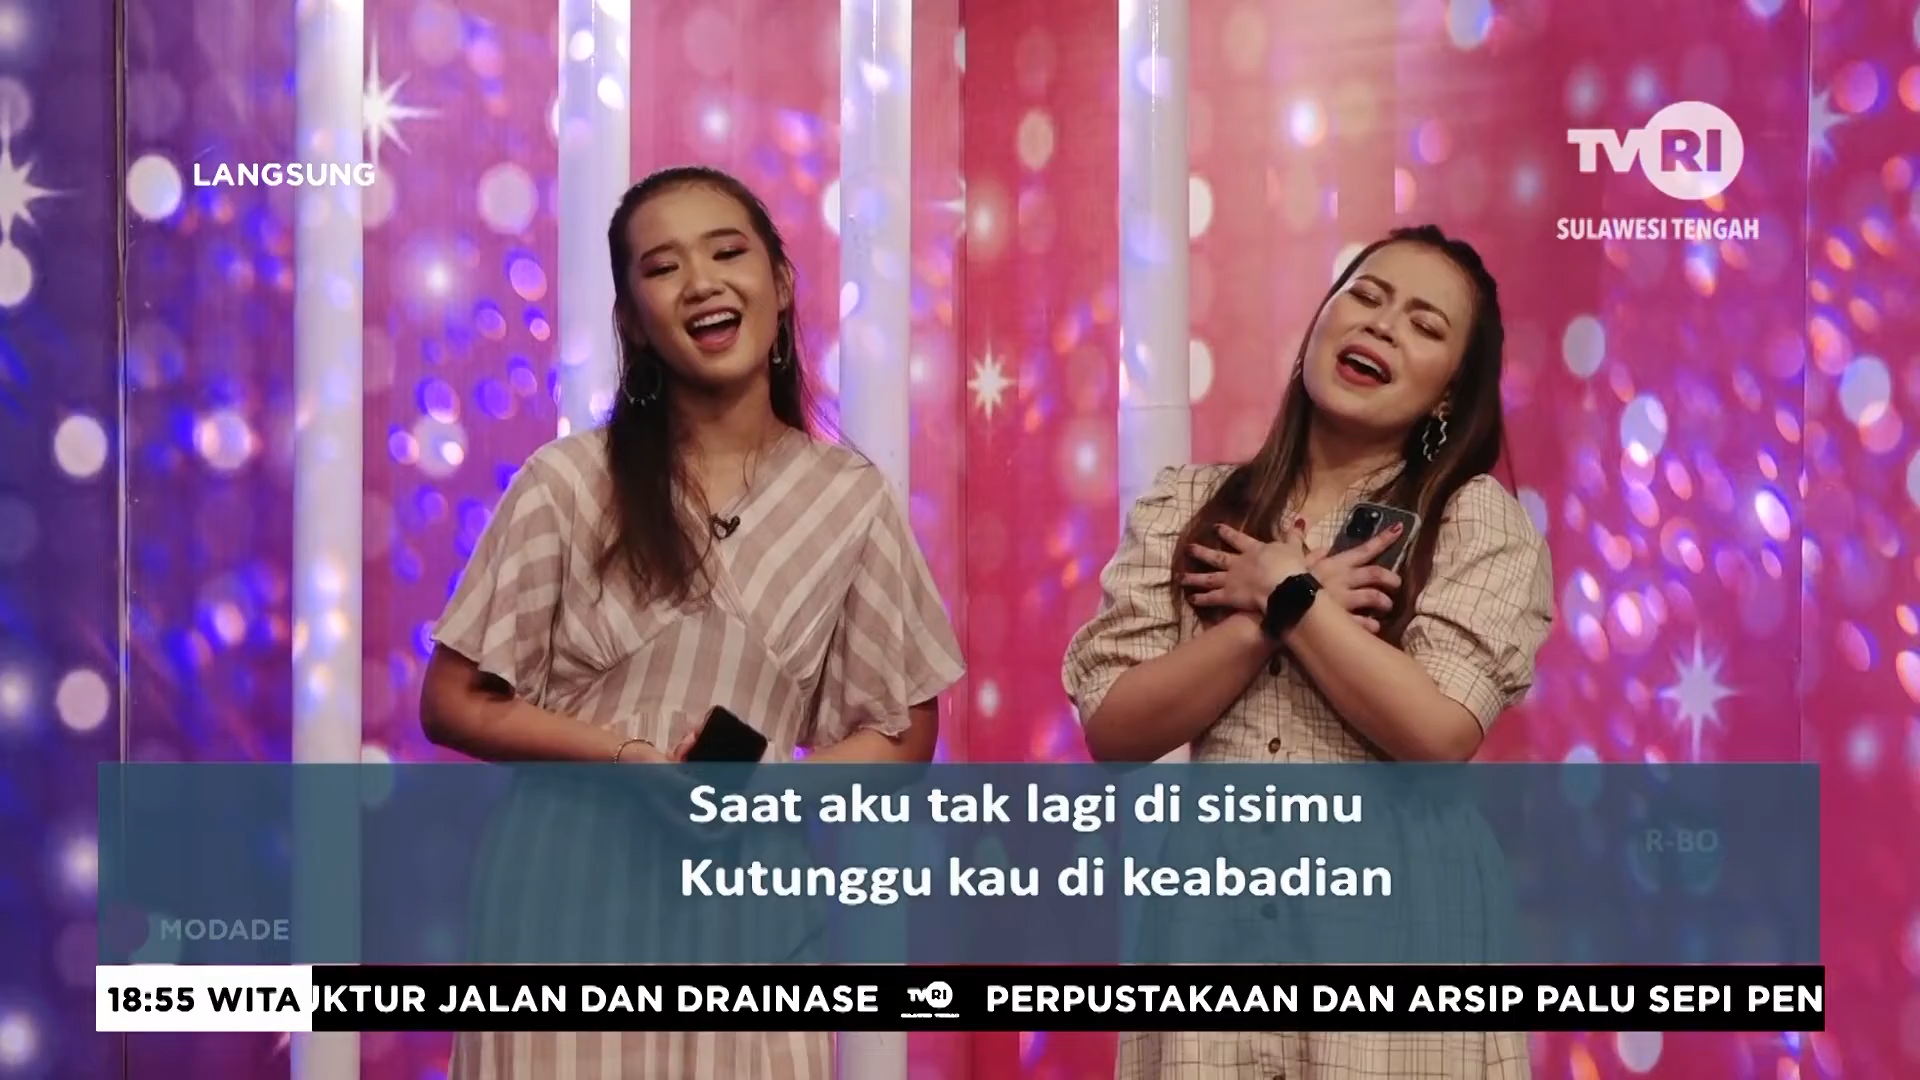 LANGSUNG
TVRI
SULAWESI TENGAH
Saat aku tak lagi di sisimu
Kutunggu kau di keabadian
R-BO
MODADE
18:55 WITA UKTUR JALAN DAN DRAINASE TVRI PERPUSTAKAAN DAN ARSIP PALU SEPI PEN